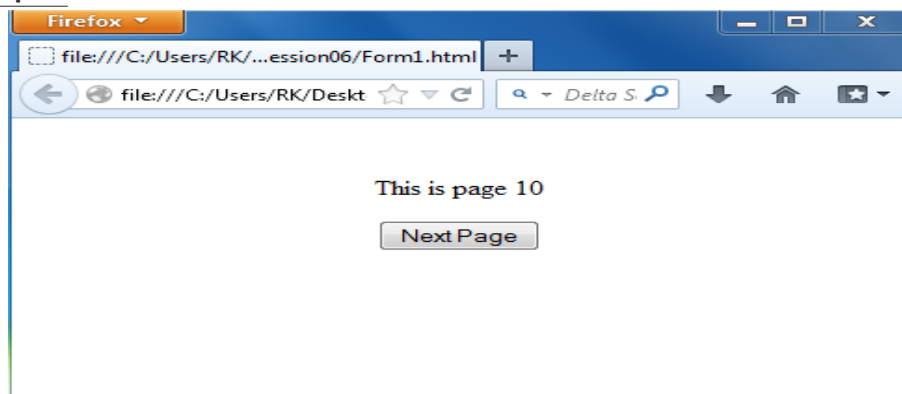 Firefox
file:///C:/Users/RK/...ession06/Form1.html
file:///C:/Users/RK/Deskt
Delta S
This is page 10
Next Page